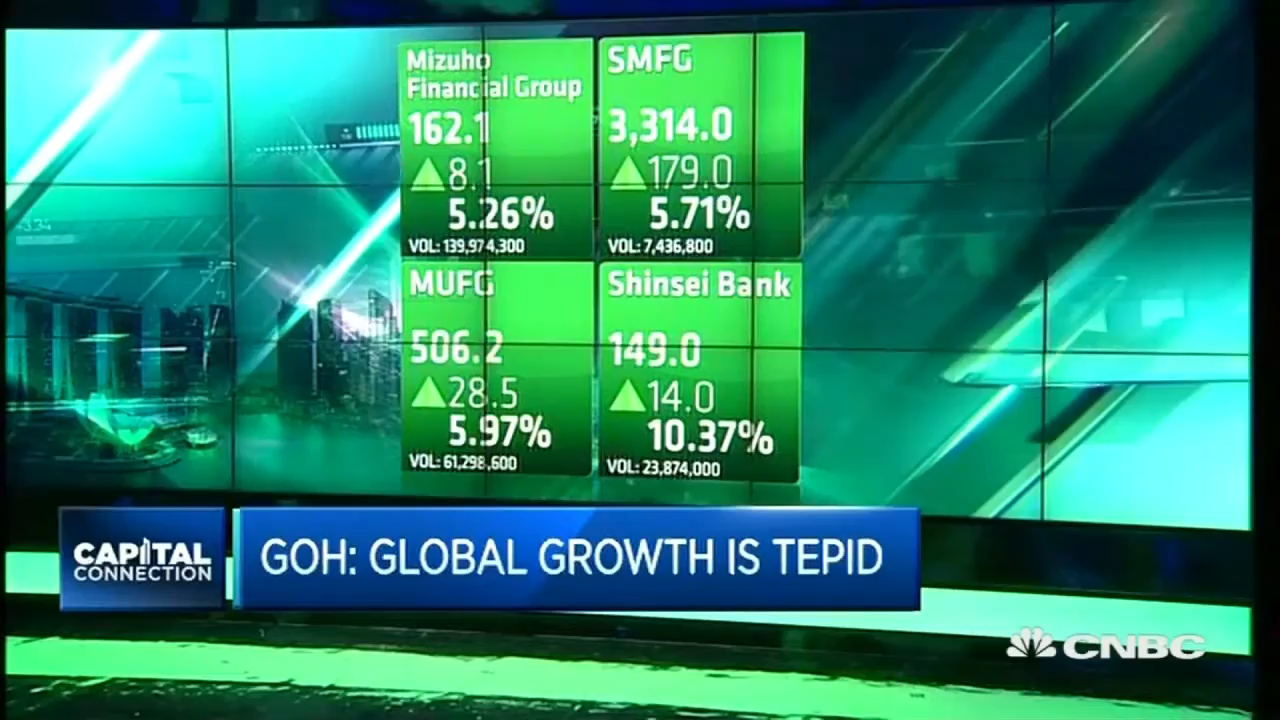 Mizuho
Financial Group
162.1
▲8.1
5.26%
VOL: 139,974,300
SMFG
3,314.0
▲179.0
5.71%
VOL: 7,436,800
MUFG
506.2
▲28.5
5.97%
VOL: 61,298,600
Shinsei Bank
149.0
▲14.0
10.37%
VOL: 23,874,000
CAPITAL
CONNECTION
GOH: GLOBAL GROWTH IS TEPID
CNBC